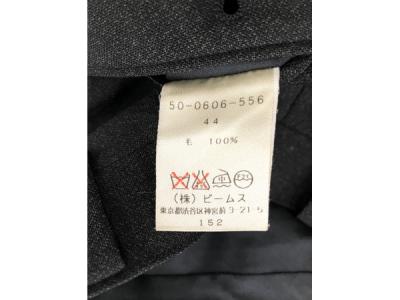 50-0606-556
44
毛 100%
中
(株)ビームス
東京都渋谷区神宮前3-21-5
152